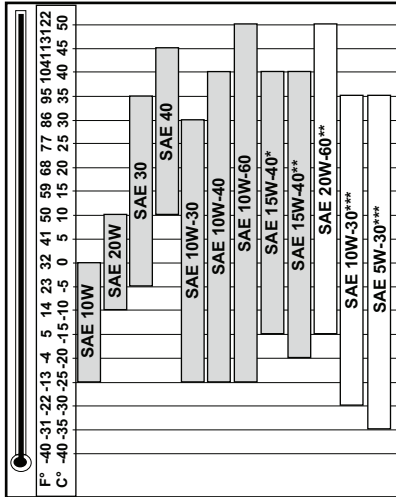 F° -40 -31 -22 -13 -4 5 14 23 32 41 50 59 68 77 86 95 104 113 122
C° -40 -35 -30 -25 -20 -15 -10 -5 0 5 10 15 20 25 30 35 40 45 50
SAE 10W
SAE 20W
SAE 30
SAE 40
SAE 10W-30
SAE 10W-40
SAE 10W-60
SAE 15W-40*
SAE 15W-40**
SAE 20W-60**
SAE 10W-30***
SAE 5W-30***